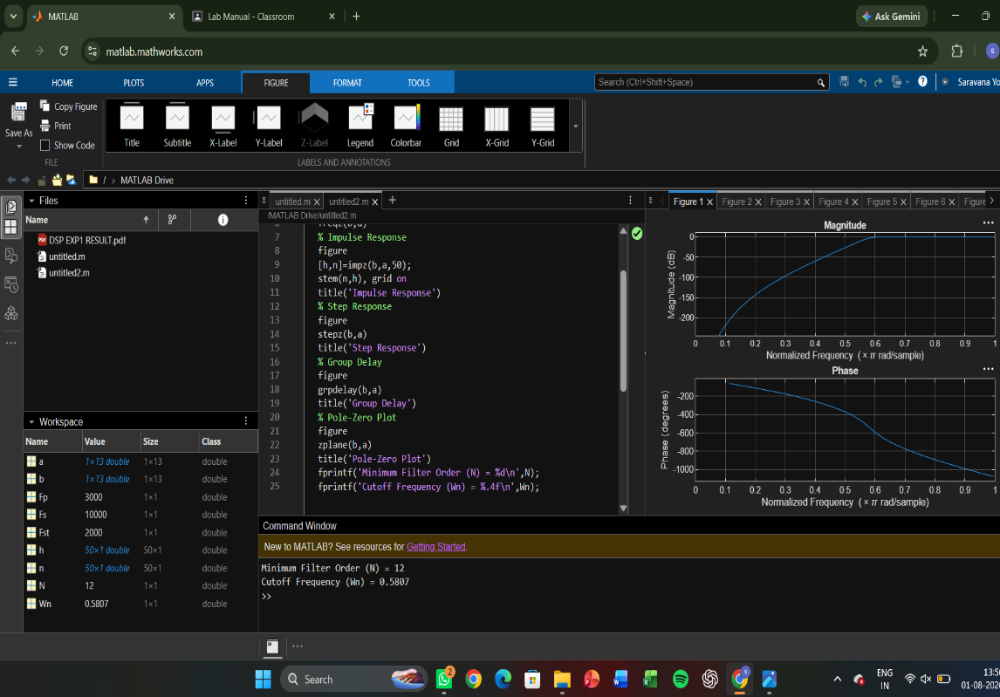 MATLAB
Lab Manual - Classroom
Ask Gemini
matlab.mathworks.com
S
HOME PLOTS APPS FIGURE FORMAT TOOLS
Search (Ctrl+Shift+Space)
Saravana Yo
Save As
Copy Figure
Print
Show Code
FILE
Title Subtitle X-Label Y-Label Z-Label Legend Colorbar Grid X-Grid Y-Grid
LABELS AND ANNOTATIONS
/ > MATLAB Drive
Files
Name
DSP EXP1 RESULT.pdf
untitled.m
untitled2.m
Workspace
Name Value Size Class
a 1×13 double 1×13 double
b 1×13 double 1×13 double
Fp 3000 1×1 double
Fs 10000 1×1 double
Fst 2000 1×1 double
h 50×1 double 50×1 double
n 50×1 double 50×1 double
N 12 1×1 double
Wn 0.5807 1×1 double
untitled.m X untitled2.m X +
/MATLAB Drive/untitled2.m
6 freqz(b,a)
7 % Impulse Response
8 figure
9 [h,n]=impz(b,a,50);
10 stem(n,h), grid on
11 title('Impulse Response')
12 % Step Response
13 figure
14 stepz(b,a)
15 title('Step Response')
16 % Group Delay
17 figure
18 grpdelay(b,a)
19 title('Group Delay')
20 % Pole-Zero Plot
21 figure
22 zplane(b,a)
23 title('Pole-Zero Plot')
24 fprintf('Minimum Filter Order (N) = %d\n',N);
25 fprintf('Cutoff Frequency (Wn) = %.4f\n',Wn);
Figure 1 X Figure 2 X Figure 3 X Figure 4 X Figure 5 X Figure 6 X Figure
Magnitude
Magnitude (dB)
0
-50
-100
-150
-200
0 0.1 0.2 0.3 0.4 0.5 0.6 0.7 0.8 0.9 1
Normalized Frequency (× π rad/sample)
Phase
Phase (degrees)
-200
-400
-600
-800
-1000
0 0.1 0.2 0.3 0.4 0.5 0.6 0.7 0.8 0.9 1
Normalized Frequency (× π rad/sample)
Command Window
New to MATLAB? See resources for Getting Started.
Minimum Filter Order (N) = 12
Cutoff Frequency (Wn) = 0.5807
>>
Search
2
ENG
IN
13:5
01-08-202